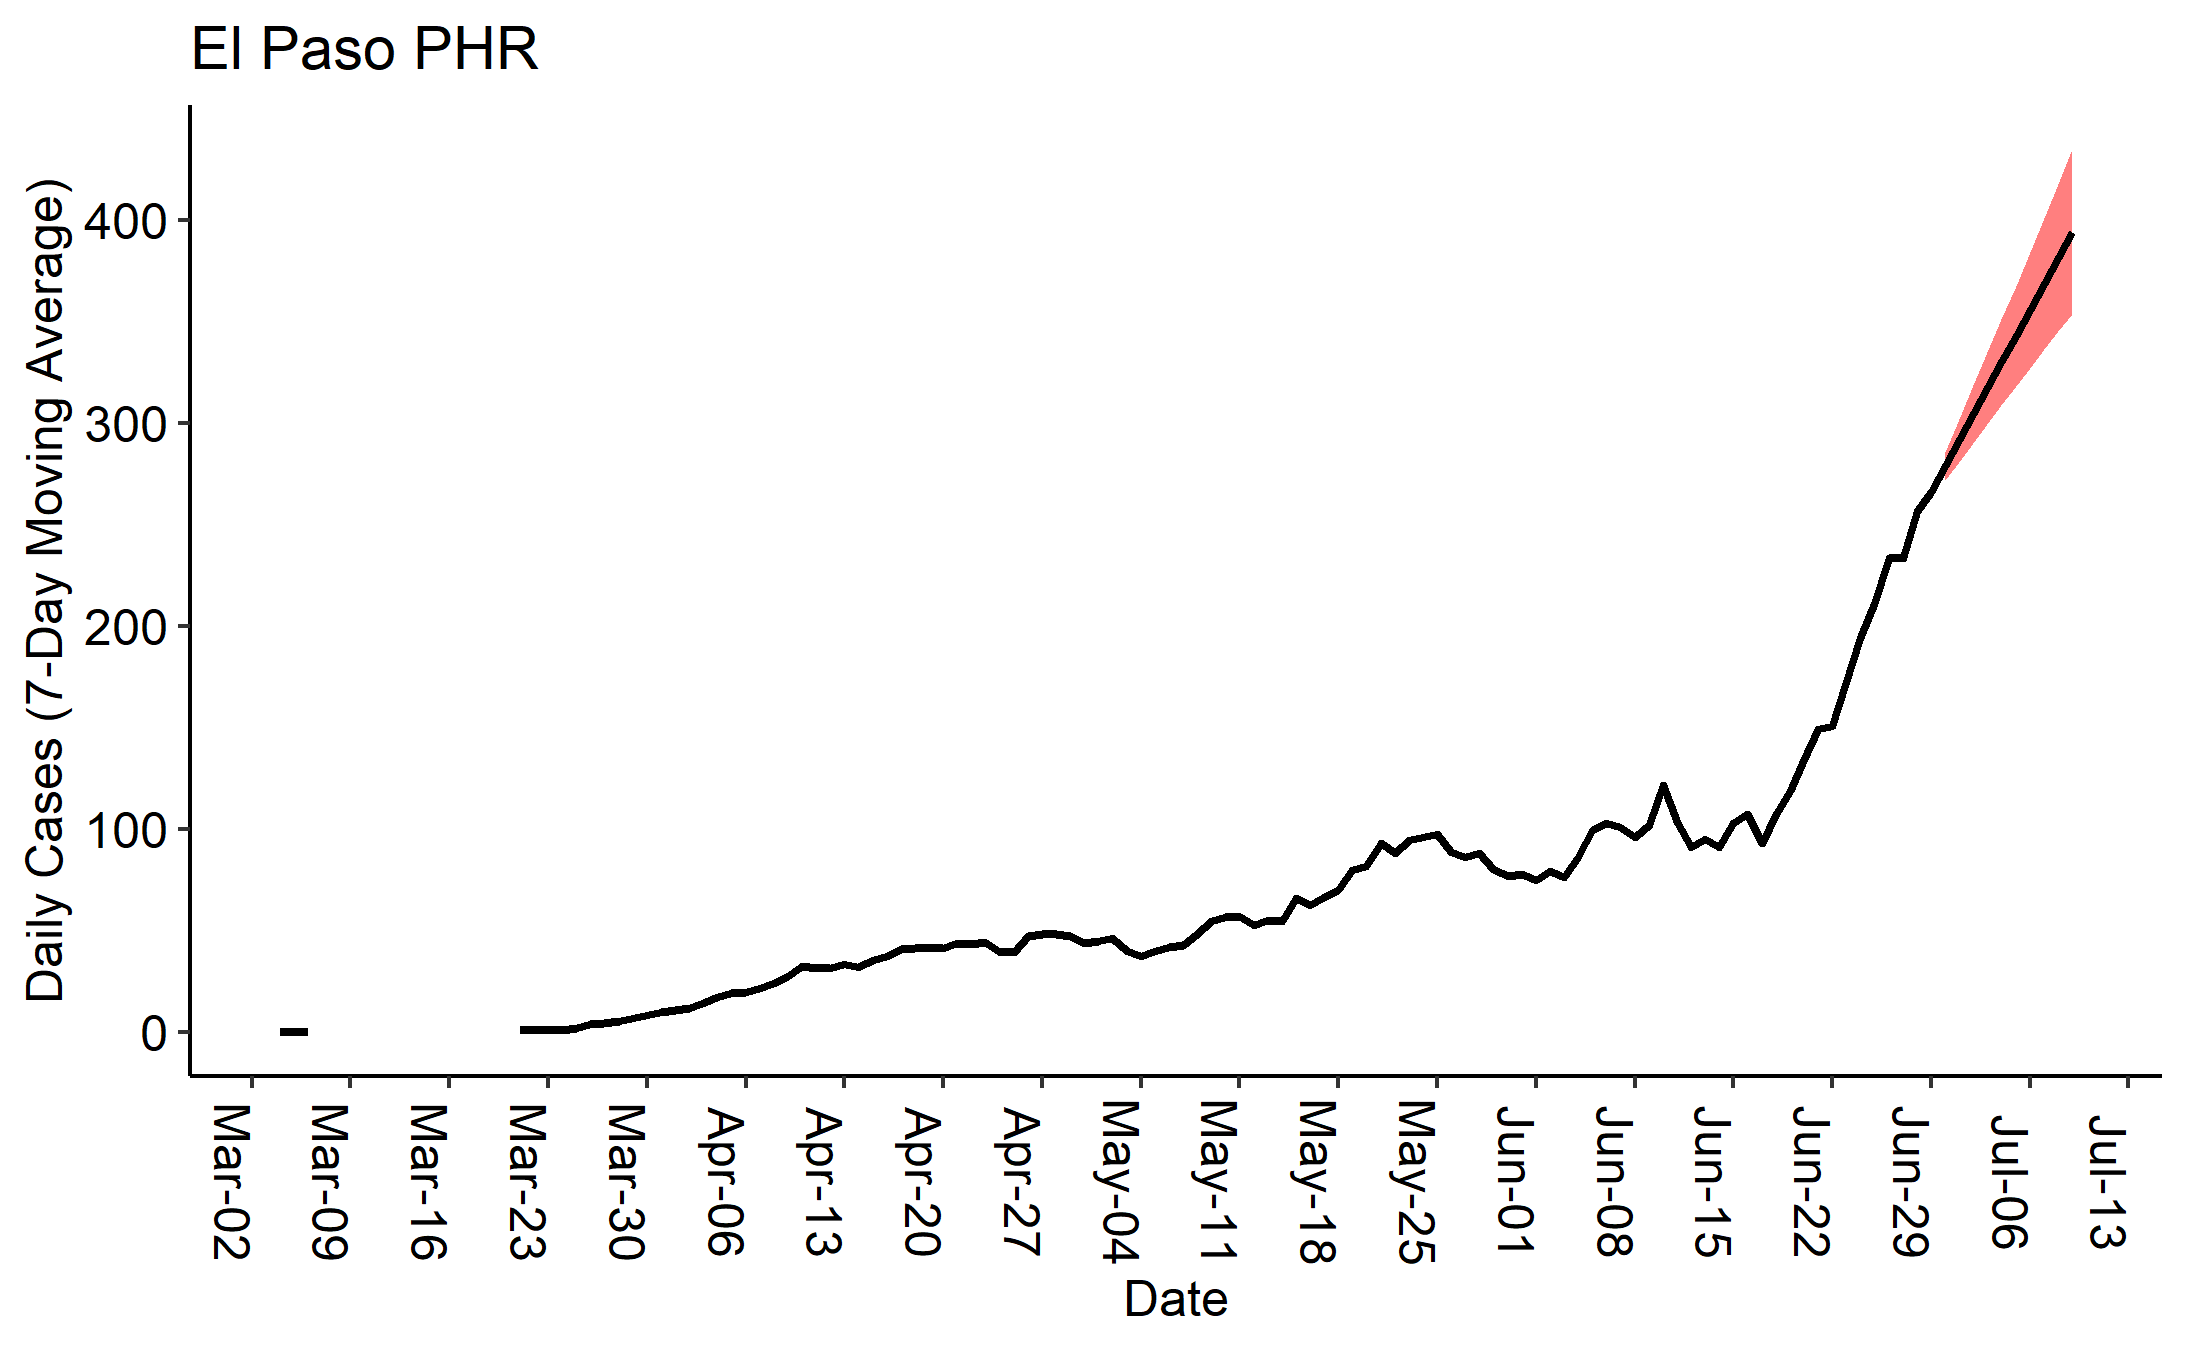 El Paso PHR
Daily Cases (7-Day Moving Average)
400
300
200
100
0
Mar-02
Mar-09
Mar-16
Mar-23
Mar-30
Apr-06
Apr-13
Apr-20
Apr-27
May-04
May-11
May-18
May-25
Jun-01
Jun-08
Jun-15
Jun-22
Jun-29
Jul-06
Jul-13
Date